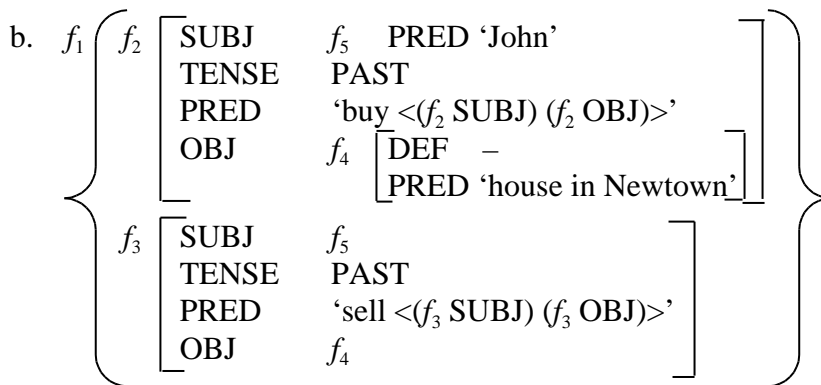 b. f₁ f₂ SUBJ f₅ PRED ‘John’
TENSE PAST
PRED ‘buy <(f₂ SUBJ) (f₂ OBJ)>’
OBJ f₄ DEF –
PRED ‘house in Newtown’
f₃ SUBJ f₅
TENSE PAST
PRED ‘sell <(f₃ SUBJ) (f₃ OBJ)>’
OBJ f₄